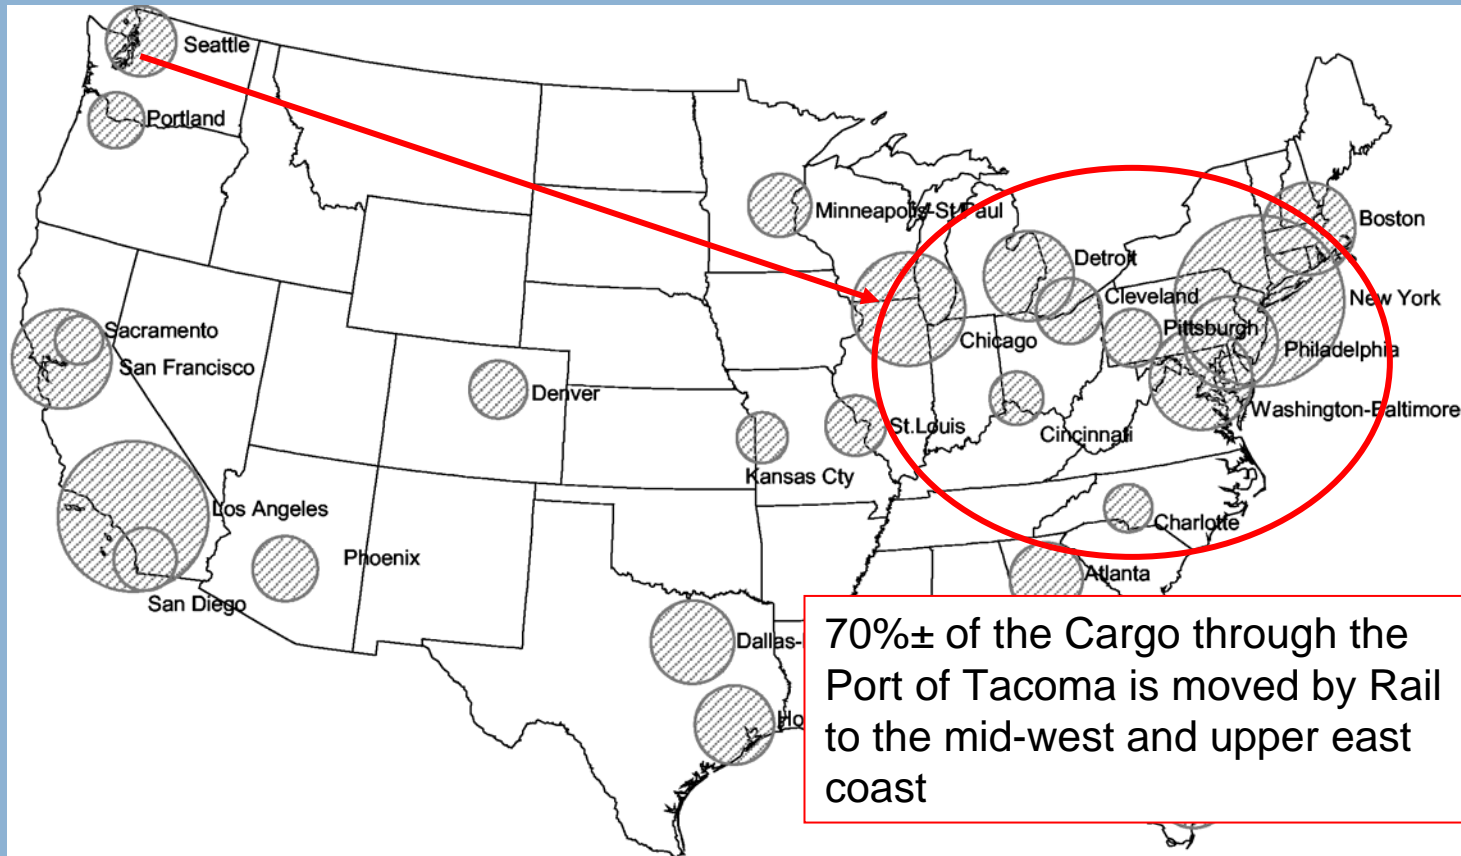 Seattle
Portland
Minneapolis-St.Paul
Boston
Detroit
Cleveland
New York
Sacramento
Pittsburgh
Chicago
Philadelphia
San Francisco
Denver
Washington-Baltimore
St.Louis
Cincinnati
Kansas Cty
Los Angeles
Charlotte
Phoenix
Atlanta
San Diego
Dallas-
70%± of the Cargo through the
Port of Tacoma is moved by Rail
to the mid-west and upper east
coast